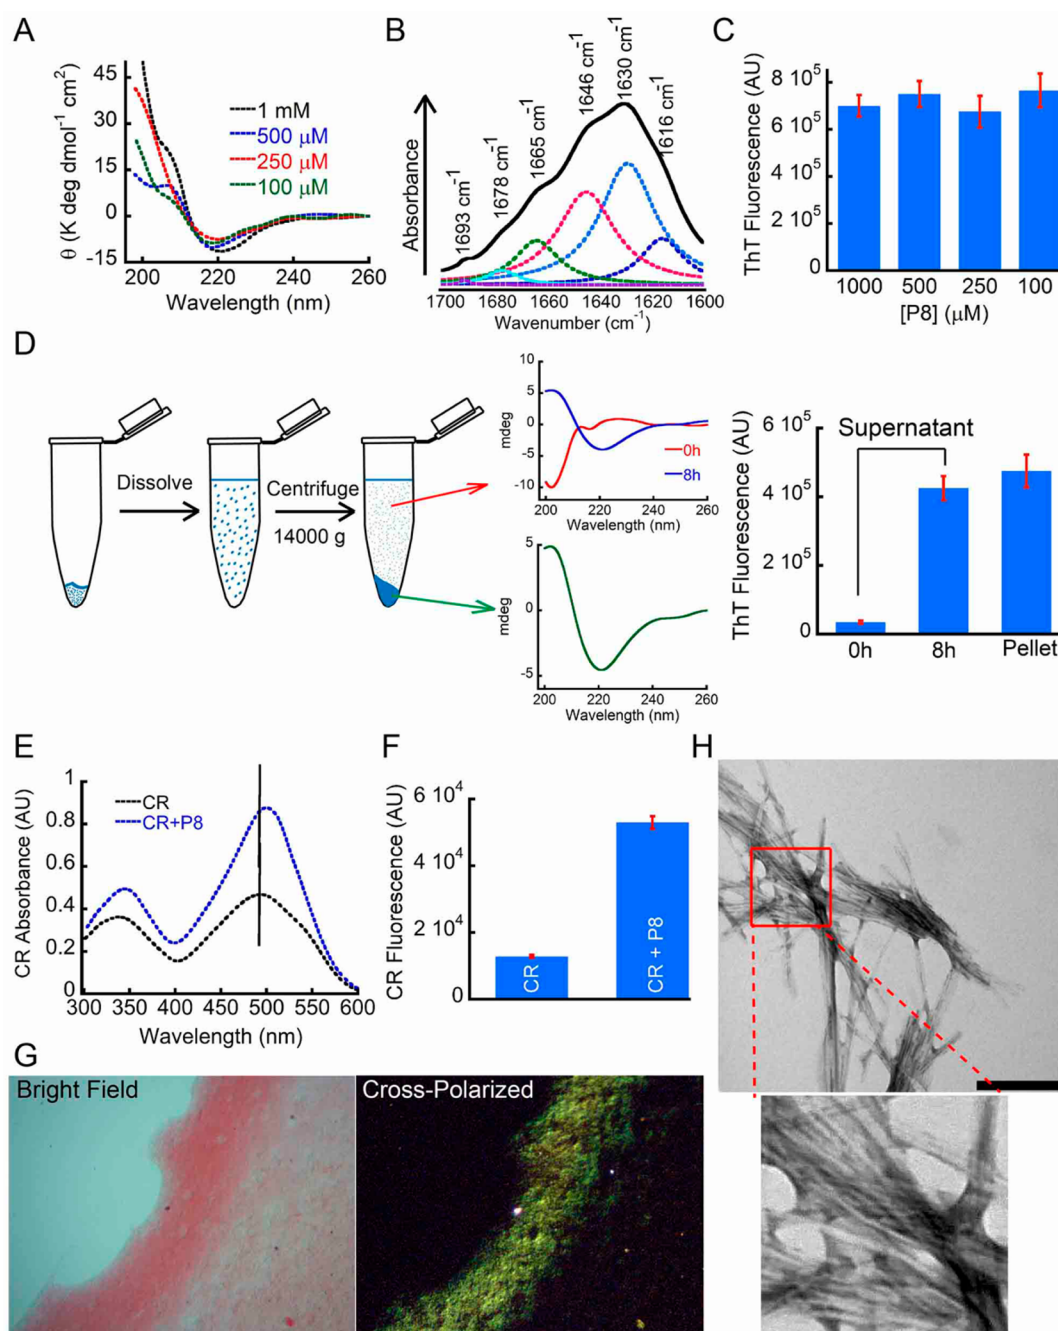 A
θ (K deg dmol⁻¹ cm²)
45
30
15
0
-15
1 mM
500 μM
250 μM
100 μM
200
220
240
260
Wavelength (nm)
B
Absorbance
1693 cm⁻¹
1678 cm⁻¹
1665 cm⁻¹
1646 cm⁻¹
1630 cm⁻¹
1616 cm⁻¹
1700
1680
1660
1640
1620
1600
Wavenumber (cm⁻¹)
C
ThT Fluorescence (AU)
8 10⁵
6 10⁵
4 10⁵
2 10⁵
0
1000
500
250
100
[P8] (μM)
D
Dissolve
Centrifuge
14000 g
mdeg
10
5
0
-5
-10
0h
8h
200
220
240
260
Wavelength (nm)
mdeg
5
0
-5
200
220
240
260
Wavelength (nm)
ThT Fluorescence (AU)
6 10⁵
4 10⁵
2 10⁵
0
Supernatant
0h
8h
Pellet
E
CR Absorbance (AU)
1
0.8
0.6
0.4
0.2
0
CR
CR+P8
300
350
400
450
500
550
600
Wavelength (nm)
F
CR Fluorescence (AU)
6 10⁴
4 10⁴
2 10⁴
0
CR
CR + P8
G
Bright Field
Cross-Polarized
H